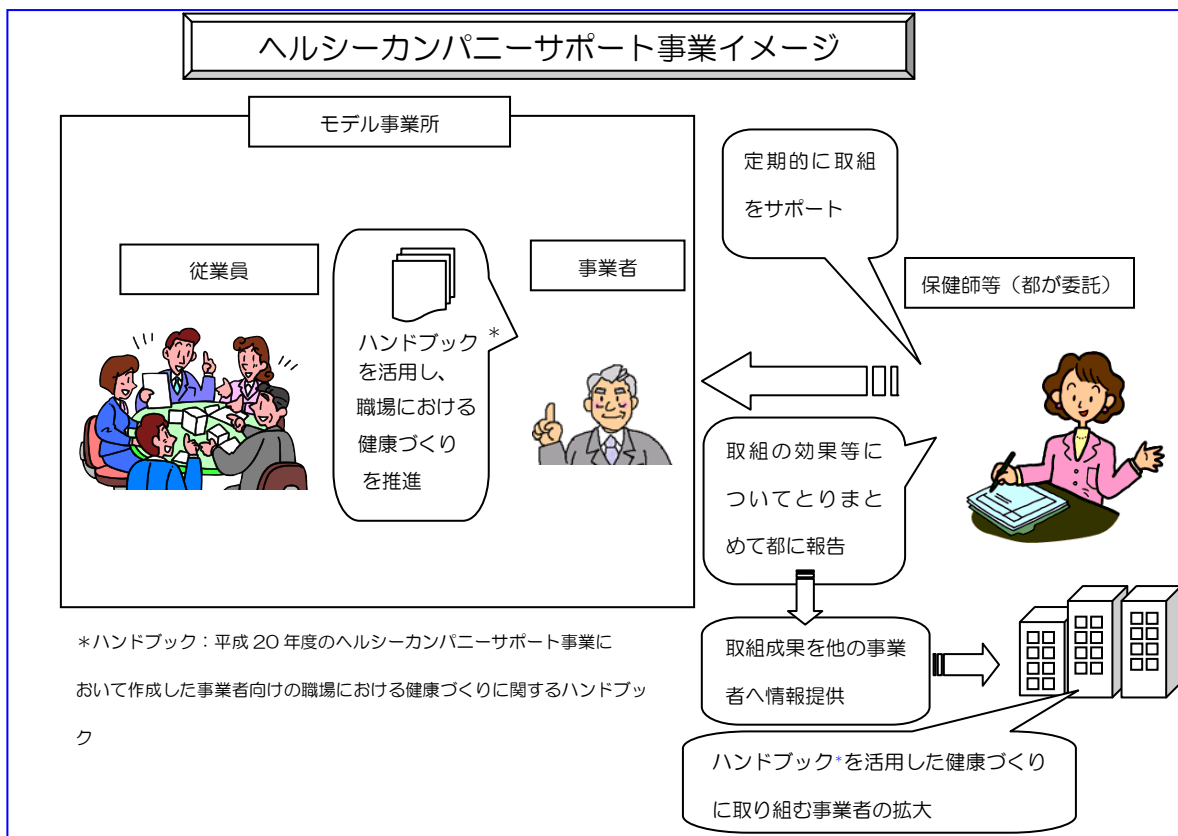 ヘルシーカンパニーサポート事業イメージ
モデル事業所
定期的に取組
をサポート
従業員
事業者
保健師等（都が委託）
ハンドブック＊
を活用し、
職場における
健康づくり
を推進
取組の効果等に
ついてとりまと
めて都に報告
取組成果を他の事業
者へ情報提供
ハンドブック*を活用した健康づくり
に取り組む事業者の拡大
＊ハンドブック：平成 20 年度のヘルシーカンパニーサポート事業に
おいて作成した事業者向けの職場における健康づくりに関するハンドブッ
ク